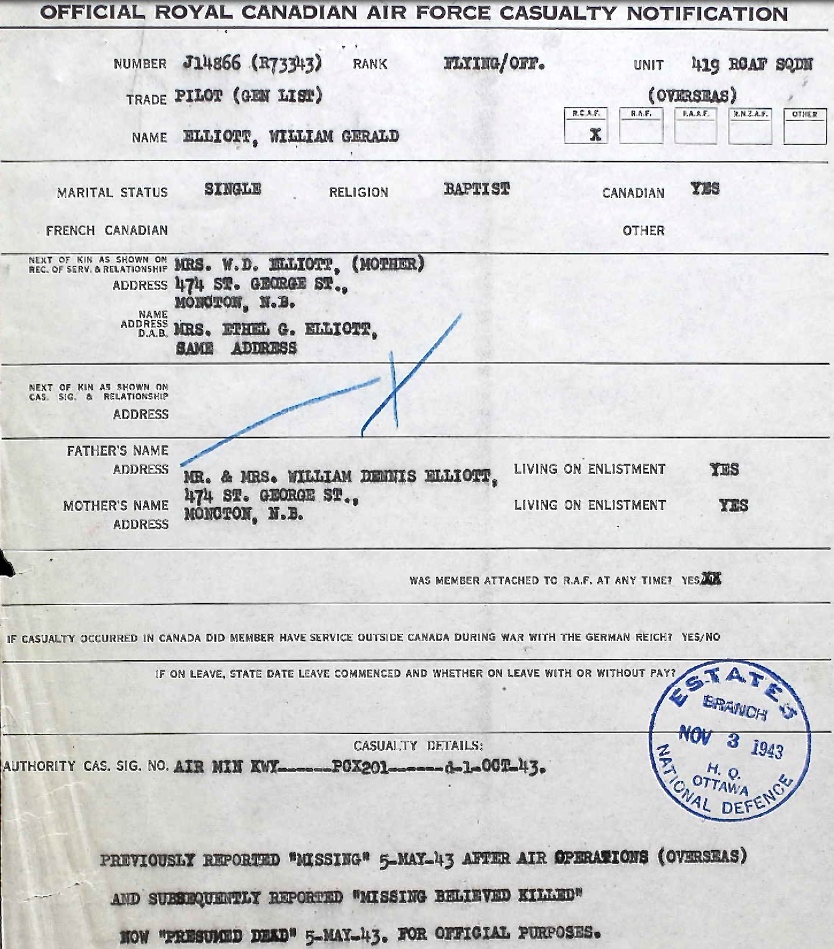 OFFICIAL ROYAL CANADIAN AIR FORCE CASUALTY NOTIFICATION
NUMBER J14866 (R73343) RANK FLYING/OFF. UNIT 419 RCAF SQDN
TRADE PILOT (GEN LIST) (OVERSEAS)
R.C.A.F. R.A.F. R.A.A.F. R.N.Z.A.F. OTHER
NAME ELLIOTT, WILLIAM GERALD X
MARITAL STATUS SINGLE RELIGION BAPTIST CANADIAN YES
FRENCH CANADIAN OTHER
NEXT OF KIN AS SHOWN ON
REC. OF SERV. & RELATIONSHIP MRS. W.D. ELLIOTT, (MOTHER)
ADDRESS 474 ST. GEORGE ST.,
MONCTON, N.B.
NAME
ADDRESS
D.A.B. MRS. ETHEL G. ELLIOTT,
SAME ADDRESS
NEXT OF KIN AS SHOWN ON
CAS. SIG. & RELATIONSHIP
ADDRESS
FATHER'S NAME
ADDRESS MR. & MRS. WILLIAM DENNIS ELLIOTT, LIVING ON ENLISTMENT YES
474 ST. GEORGE ST.,
MOTHER'S NAME MONCTON, N.B. LIVING ON ENLISTMENT YES
ADDRESS
WAS MEMBER ATTACHED TO R.A.F. AT ANY TIME? YES
IF CASUALTY OCCURRED IN CANADA DID MEMBER HAVE SERVICE OUTSIDE CANADA DURING WAR WITH THE GERMAN REICH? YES/NO
IF ON LEAVE, STATE DATE LEAVE COMMENCED AND WHETHER ON LEAVE WITH OR WITHOUT PAY?
ESTATES
BRANCH
NOV 3 1943
H. Q.
OTTAWA
NATIONAL DEFENCE
CASUALTY DETAILS:
AUTHORITY CAS. SIG. NO. AIR MIN KWY------PCX201------d-1-OCT-43.
PREVIOUSLY REPORTED "MISSING" 5-MAY-43 AFTER AIR OPERATIONS (OVERSEAS)
AND SUBSEQUENTLY REPORTED "MISSING BELIEVED KILLED"
NOW "PRESUMED DEAD" 5-MAY-43. FOR OFFICIAL PURPOSES.